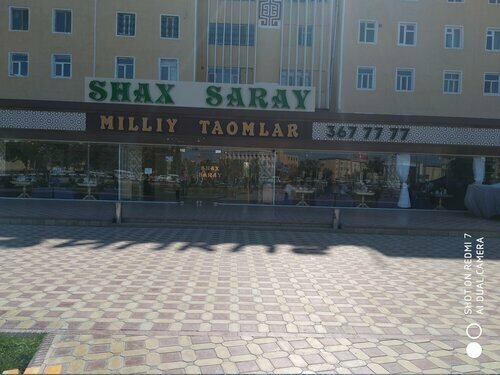 SHAX SARAY
MILLIY TAOMLAR 367 77 77
SHAX
SARAY
SHOT ON REDMI 7
AI DUAL CAMERA